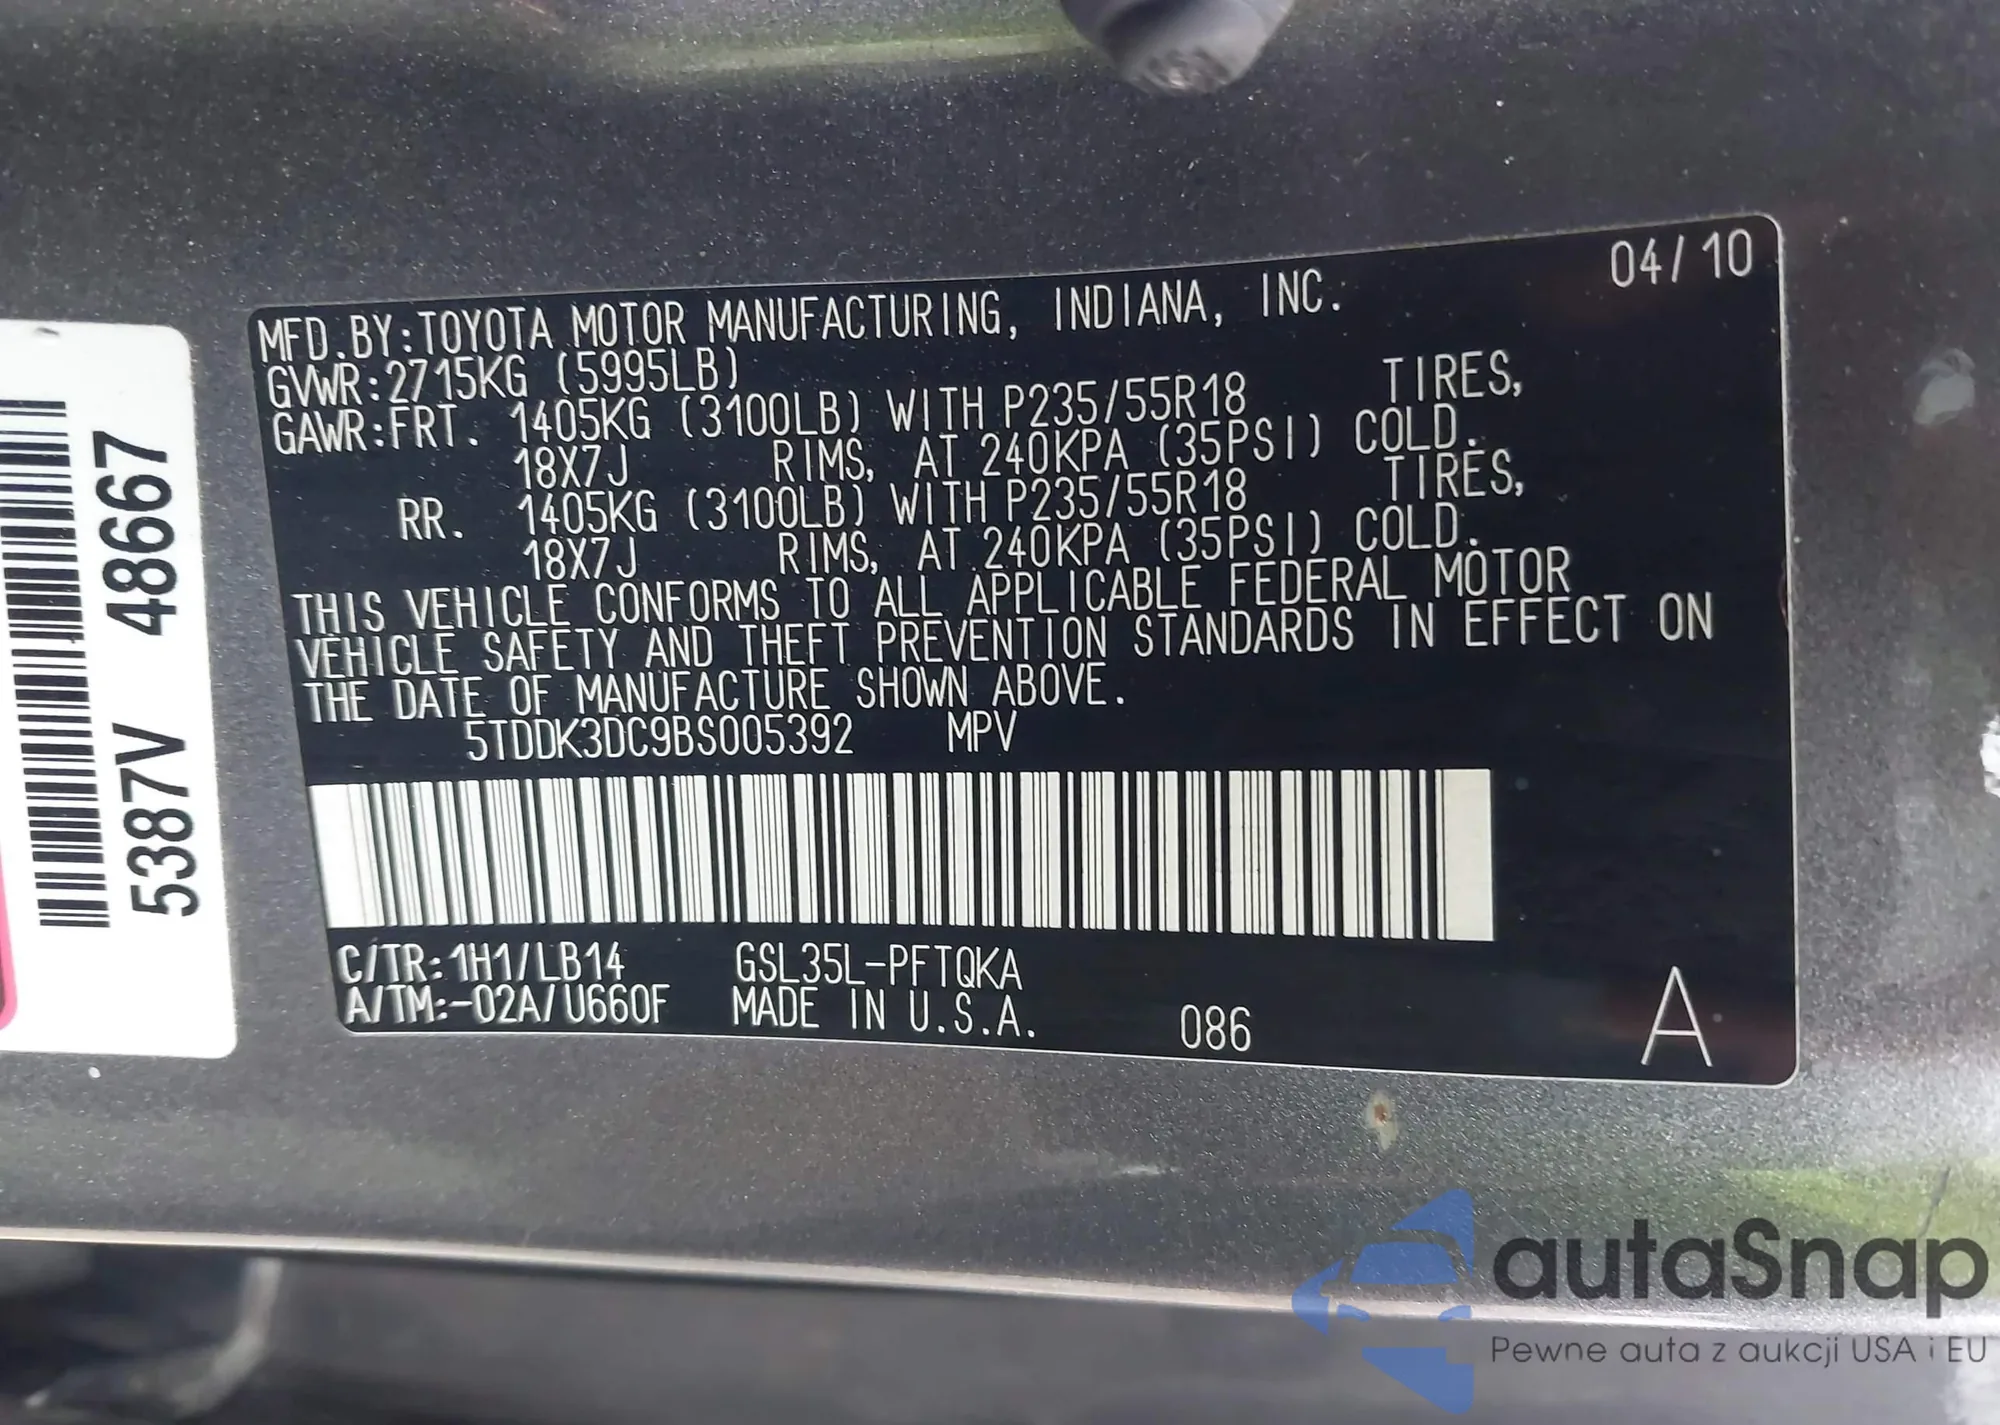 04/10
MFD.BY:TOYOTA MOTOR MANUFACTURING, INDIANA, INC.
GVWR:2715KG (5995LB)
GAWR:FRT. 1405KG (3100LB) WITH P235/55R18 TIRES,
18X7J RIMS, AT 240KPA (35PSI) COLD.
RR. 1405KG (3100LB) WITH P235/55R18 TIRES,
18X7J RIMS, AT 240KPA (35PSI) COLD.
THIS VEHICLE CONFORMS TO ALL APPLICABLE FEDERAL MOTOR
VEHICLE SAFETY AND THEFT PREVENTION STANDARDS IN EFFECT ON
THE DATE OF MANUFACTURE SHOWN ABOVE.
5TDDK3DC9BS005392 MPV
C/TR:1H1/LB14 GSL35L-PFTQKA
A/TM:-02A/U660F MADE IN U.S.A. 086 A
5387V 48667
autaSnap
Pewne auta z aukcji USA i EU